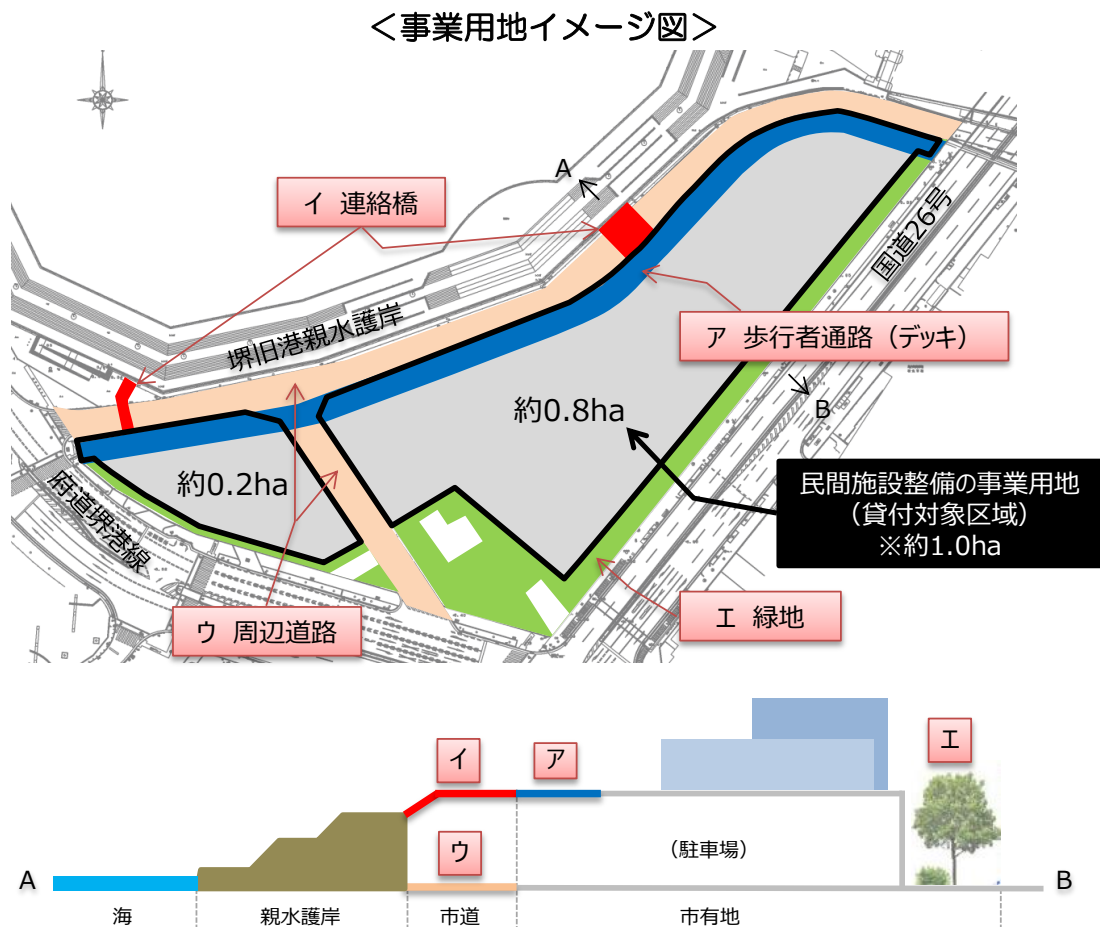 ＜事業用地イメージ図＞
A
イ 連絡橋
国道26号
堺旧港親水護岸
ア 歩行者通路（デッキ）
約0.8ha
B
約0.2ha
民間施設整備の事業用地
（貸付対象区域）
※約1.0ha
府道堺港線
ウ 周辺道路
エ 緑地
イ
ア
エ
ウ
（駐車場）
A
B
海
親水護岸
市道
市有地